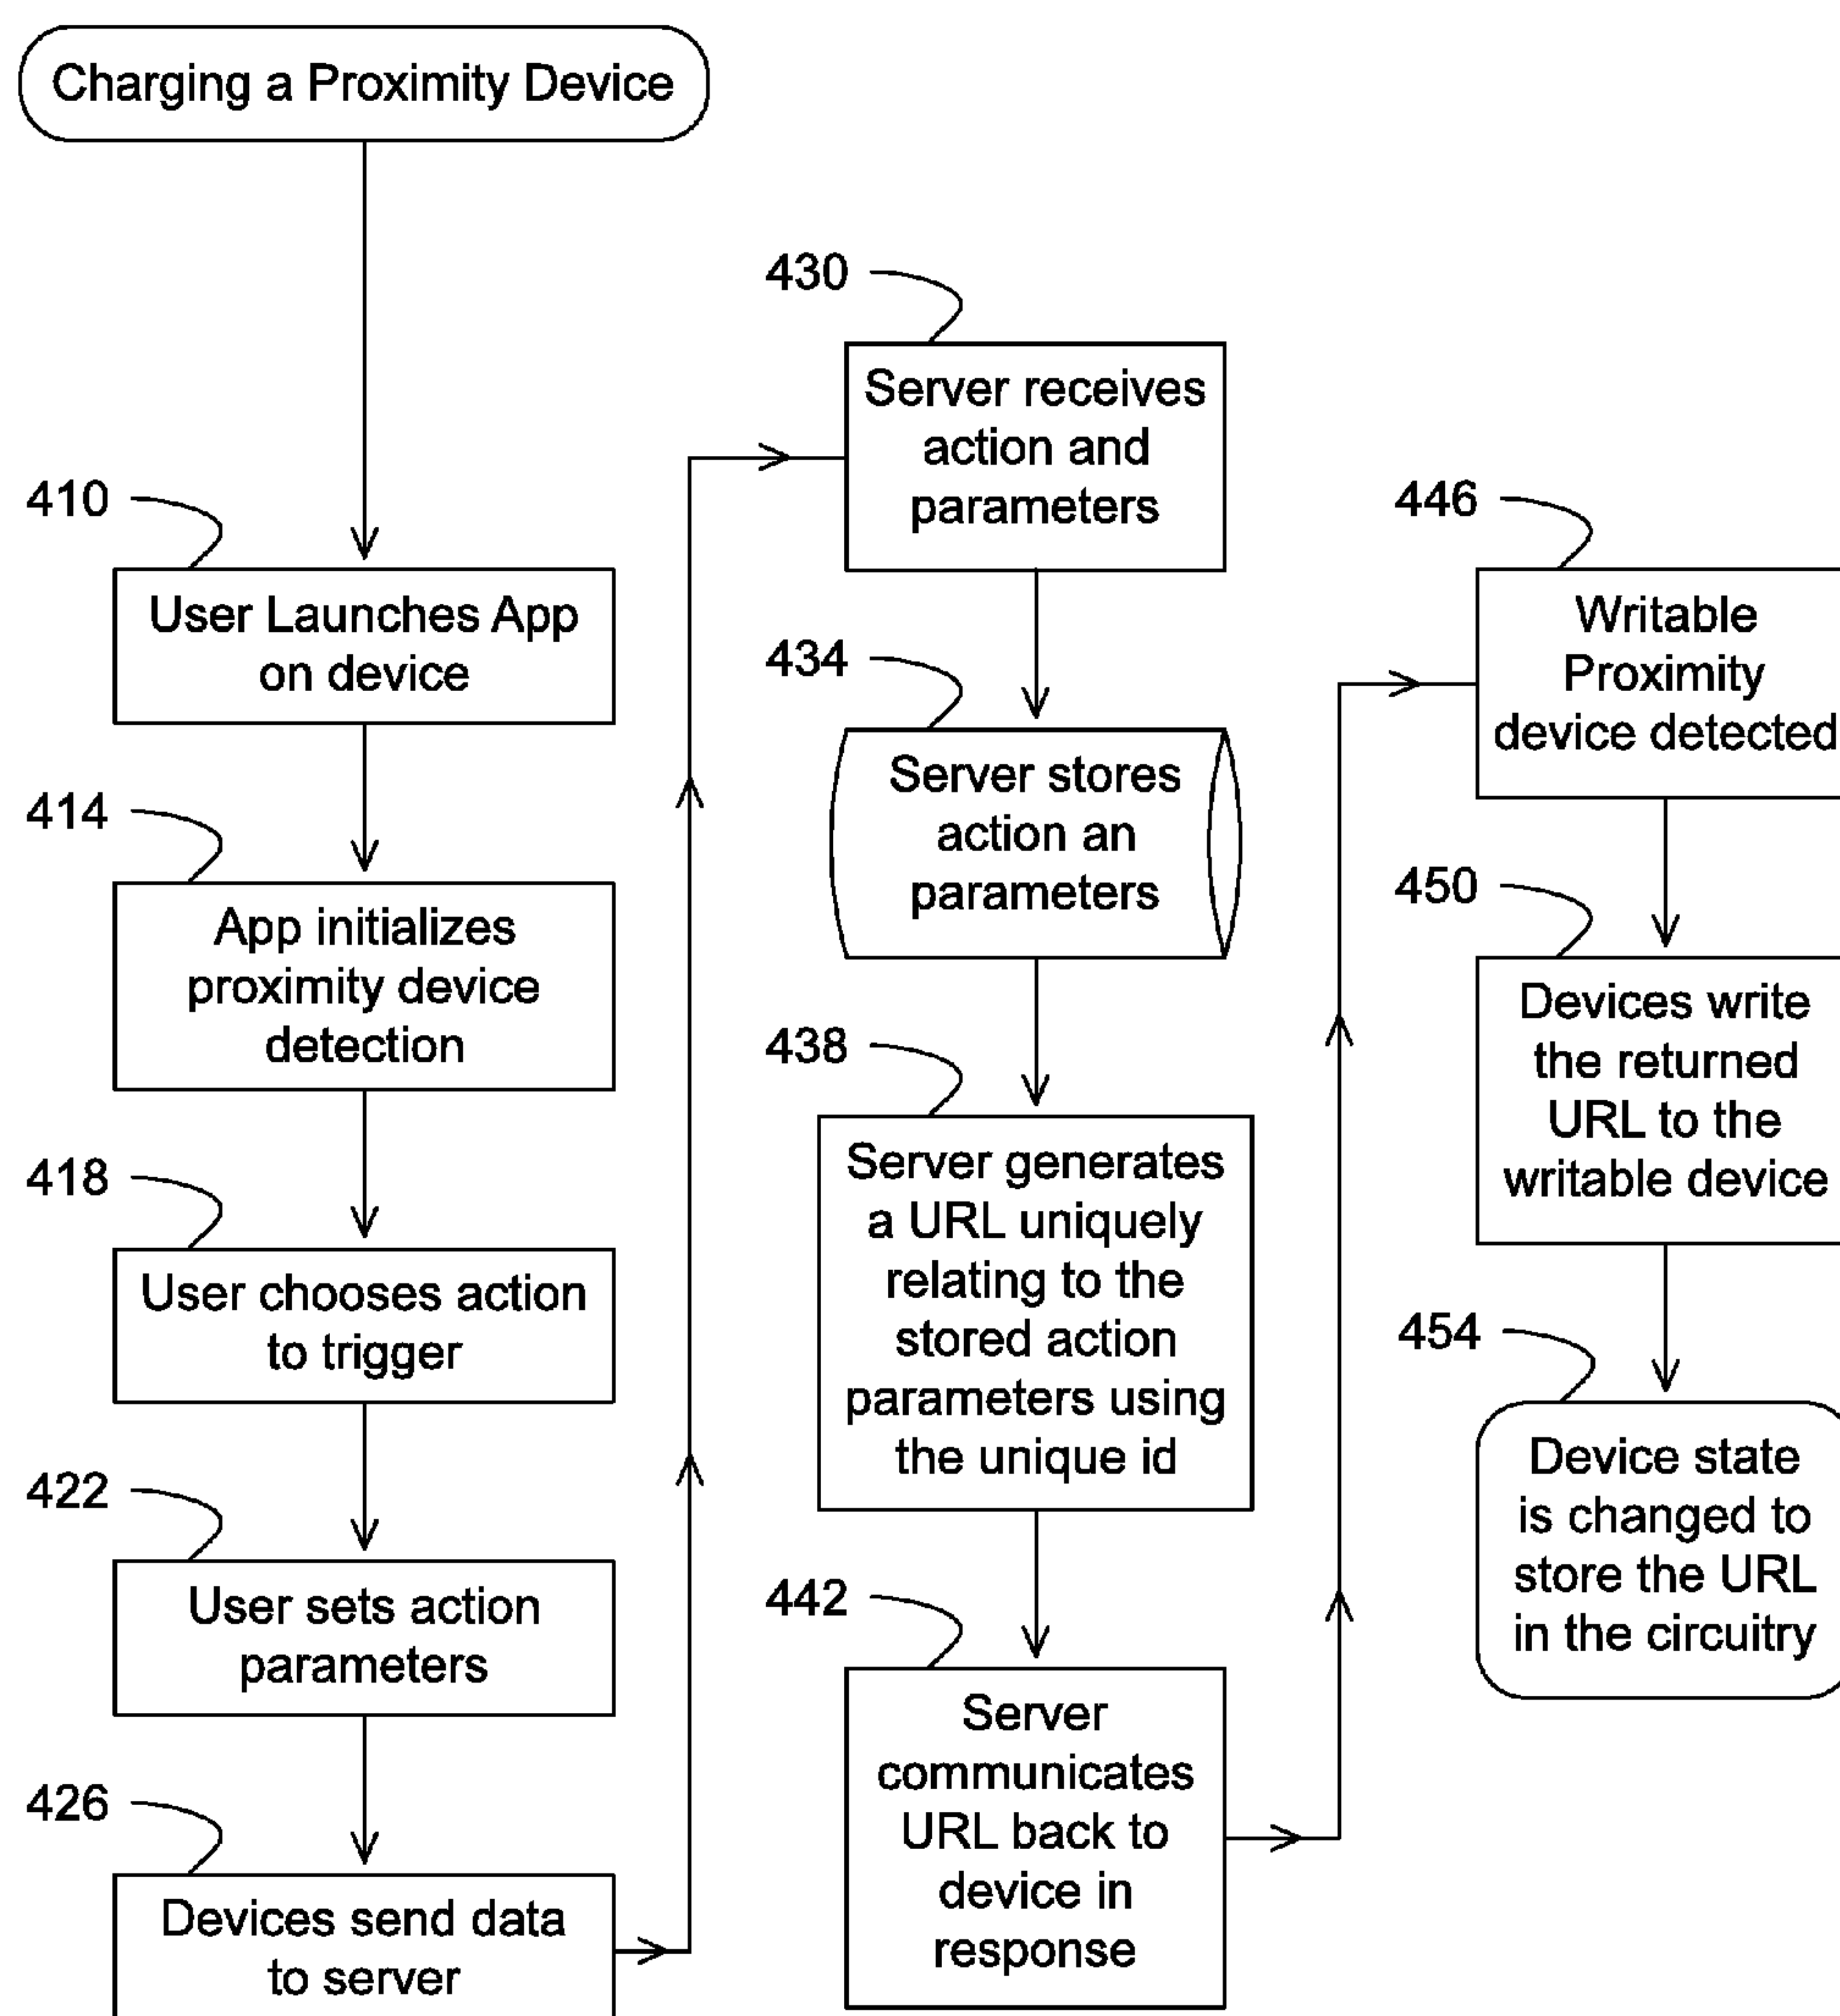 Charging a Proximity Device
410
User Launches App
on device
414
App initializes
proximity device
detection
418
User chooses action
to trigger
422
User sets action
parameters
426
Devices send data
to server
430
Server receives
action and
parameters
434
Server stores
action an
parameters
438
Server generates
a URL uniquely
relating to the
stored action
parameters using
the unique id
442
Server
communicates
URL back to
device in
response
446
Writable
Proximity
device detected
450
Devices write
the returned
URL to the
writable device
454
Device state
is changed to
store the URL
in the circuitry